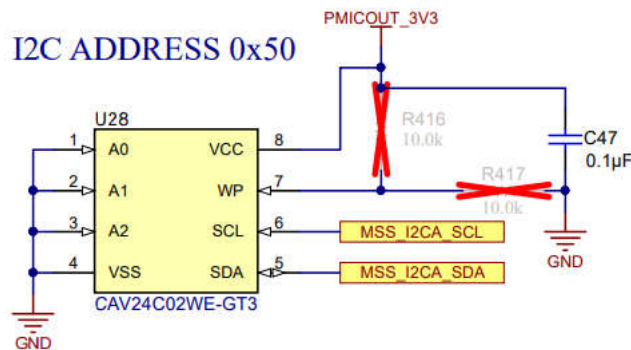 PMICOUT_3V3
I2C ADDRESS 0x50
U28
R416
10.0k
C47
0.1µF
R417
10.0k
1 A0 VCC 8
2 A1 WP 7
3 A2 SCL 6 MSS_I2CA_SCL
4 VSS SDA 5 MSS_I2CA_SDA
CAV24C02WE-GT3
GND
GND